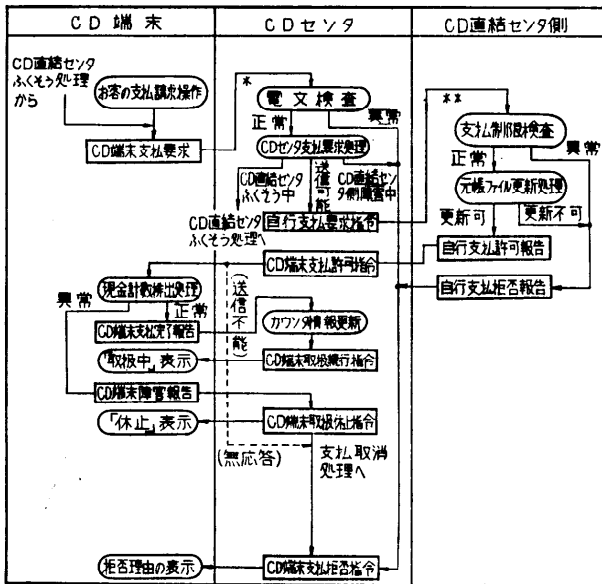 CD端末
CDセンタ
CD直結センタ側
CD直結センタ
ふくそう処理
から
お客の支払請求操作
CD端末支払要求
*
電文検査
正常
異常
CDセンタ支払要求処理
CD直結センタ
ふくそう中
送信可能
CD直結セン
タ側障害中
CD直結センタ
ふくそう処理へ
自行支払要求指令
**
支払制限検査
正常
異常
元帳ファイル更新処理
更新可
更新不可
自行支払許可報告
自行支払拒否報告
CD端末支払許可指令
現金計数排出処理
異常
正常
(送信不能)
CD端末支払完了報告
カウンタ情報更新
「取扱中」表示
CD端末取扱続行指令
CD端末障害報告
「休止」表示
CD端末取扱休止指令
(無応答)
支払取消
処理へ
拒否理由の表示
CD端末支払拒否指令